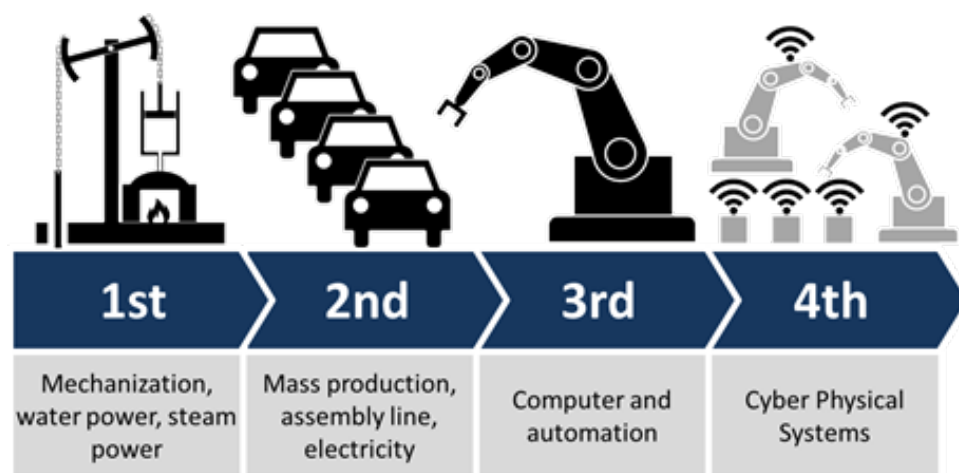 1st
2nd
3rd
4th
Mechanization,
water power, steam
power
Mass production,
assembly line,
electricity
Computer and
automation
Cyber Physical
Systems